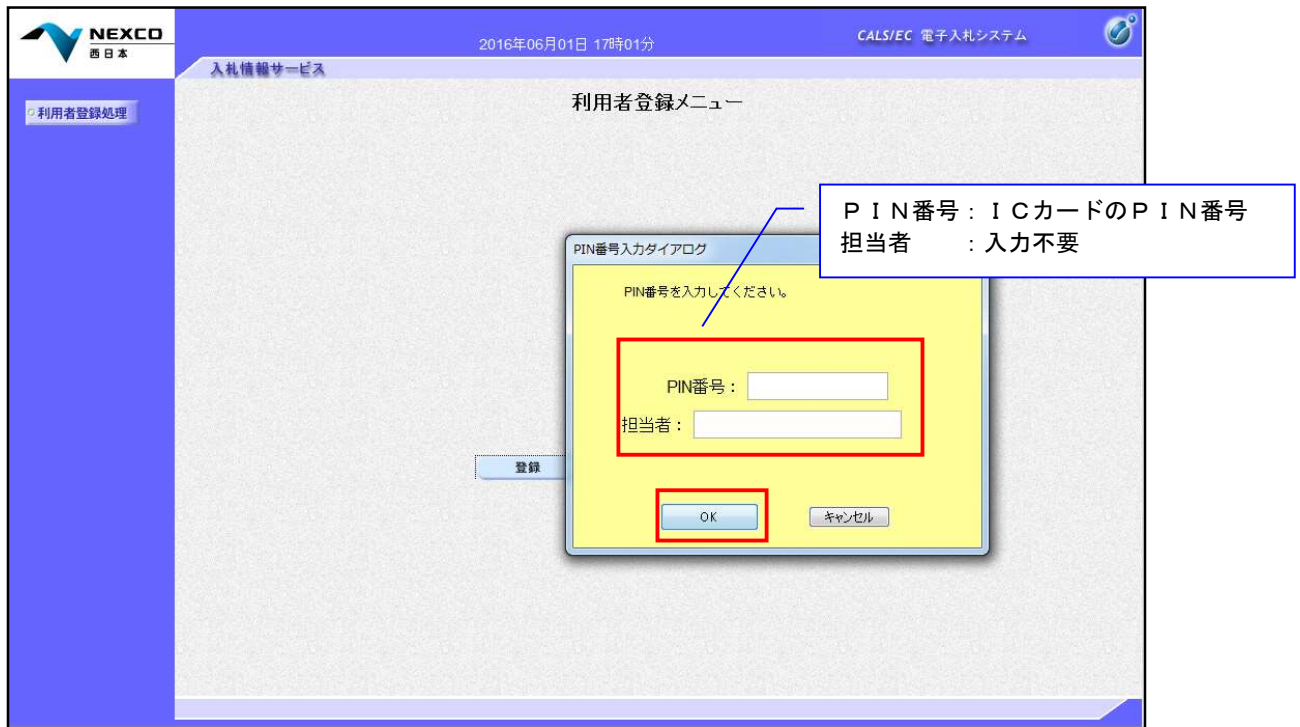 NEXCO
西日本
2016年06月01日 17時01分
CALS/EC 電子入札システム
入札情報サービス
利用者登録処理
利用者登録メニュー
ＰＩＮ番号：ＩＣカードのＰＩＮ番号
担当者　　：入力不要
PIN番号入力ダイアログ
PIN番号を入力してください。
PIN番号：
担当者：
登録
OK
キャンセル